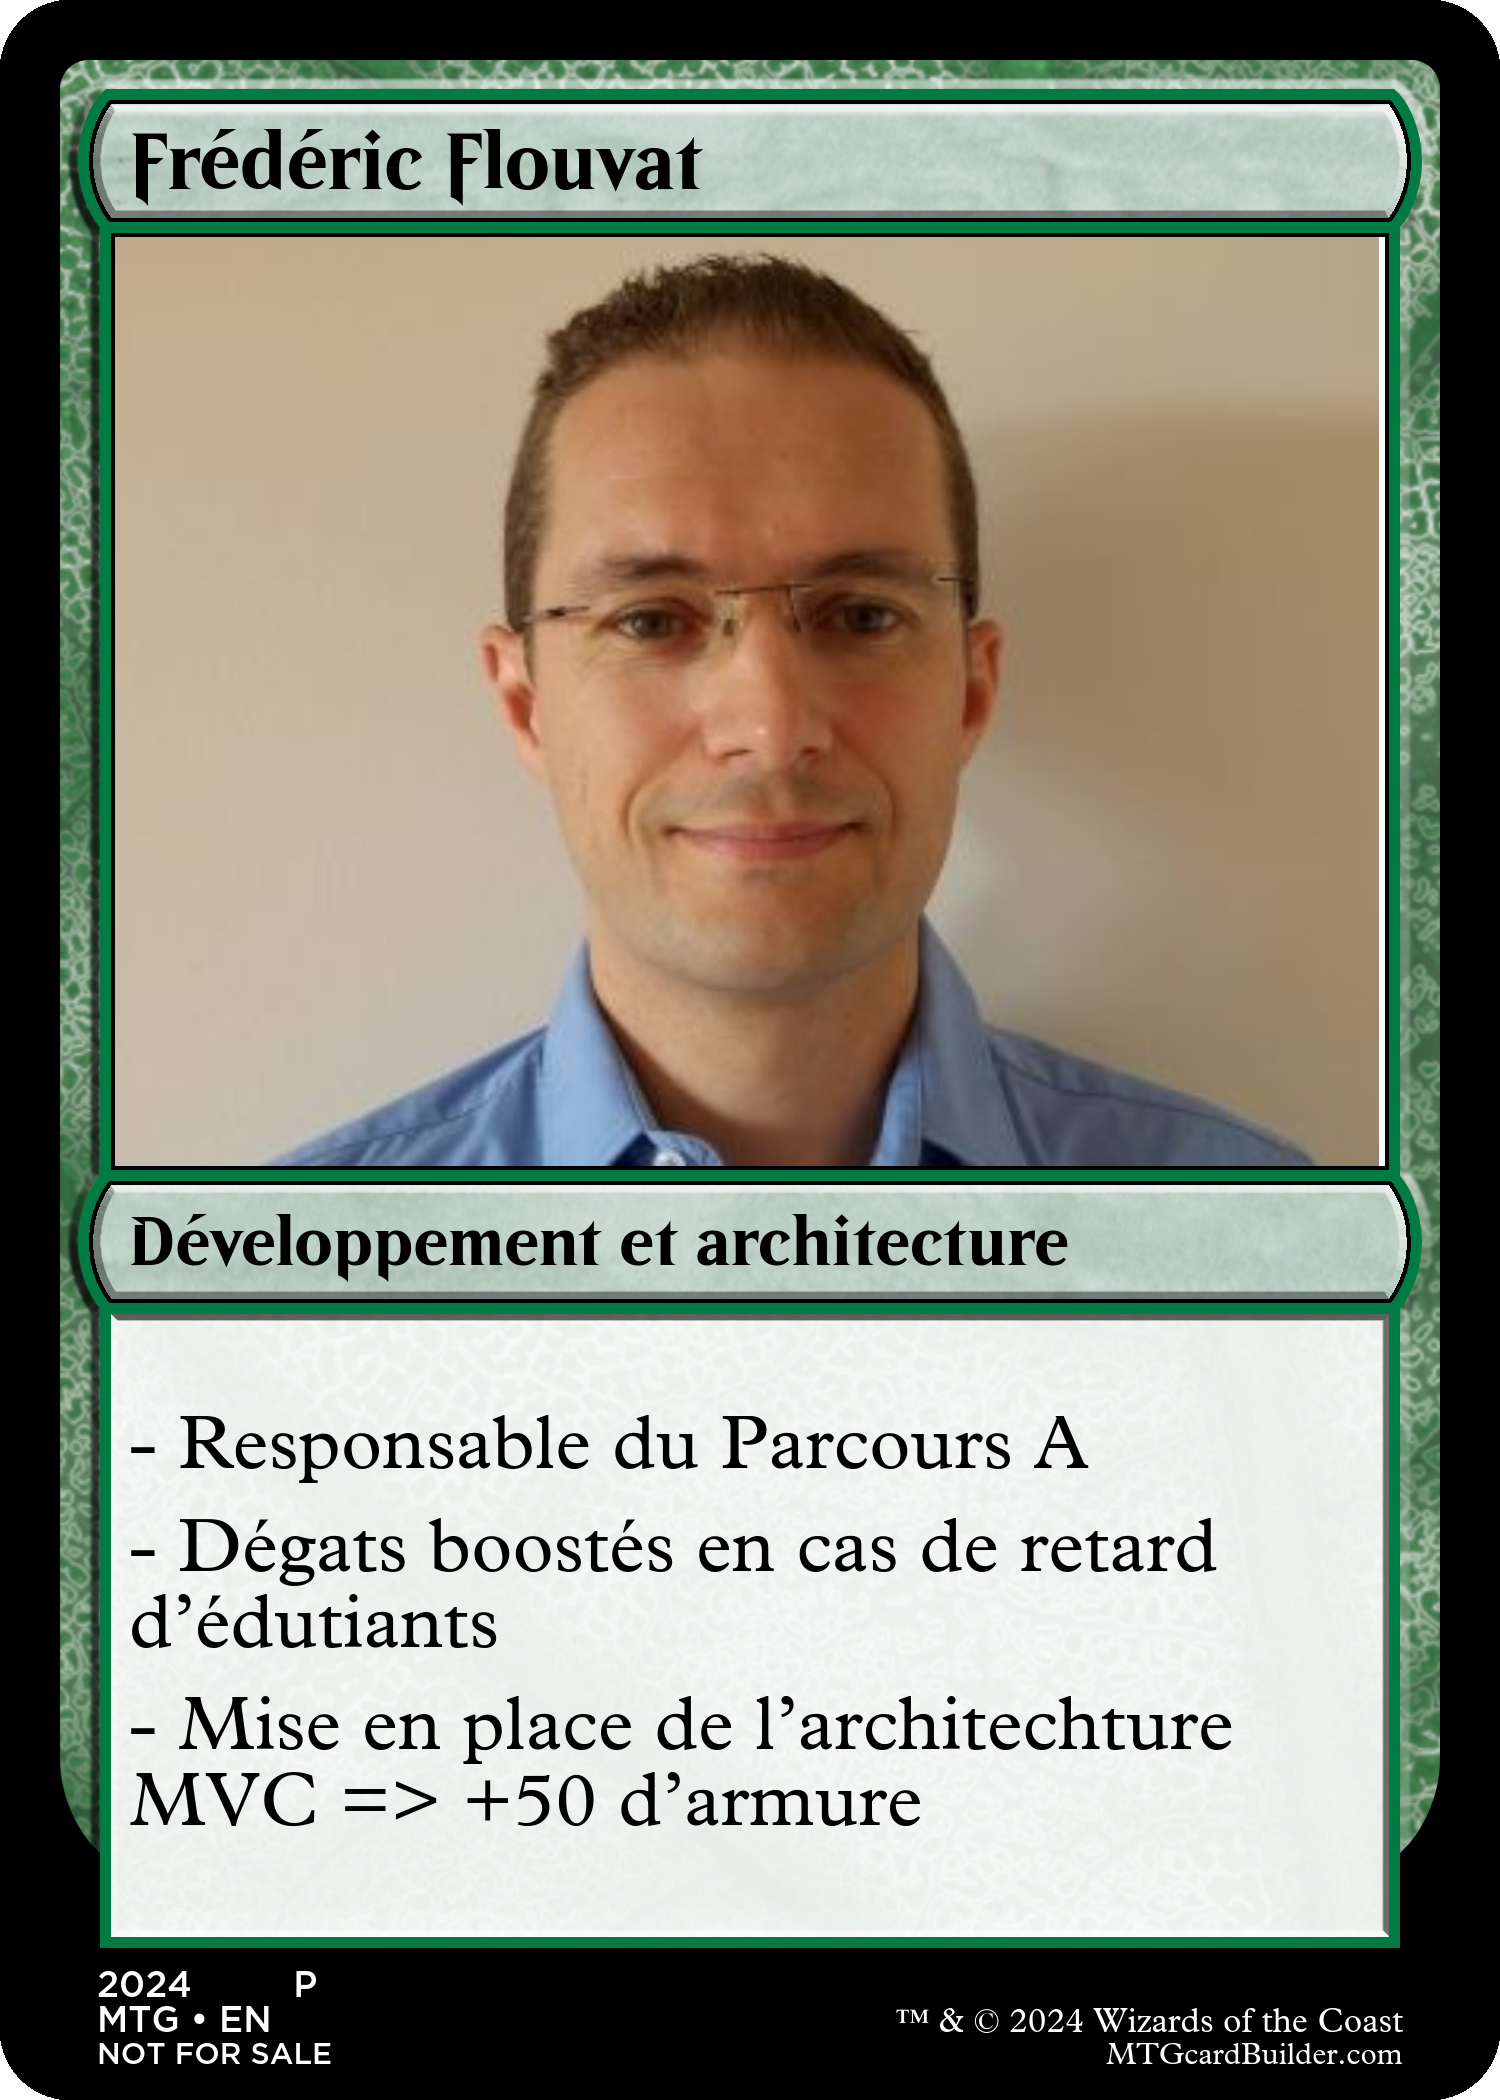 Frédéric Flouvat
Développement et architecture
- Responsable du Parcours A
- Dégats boostés en cas de retard
d’édutiants
- Mise en place de l’architechture
MVC => +50 d’armure
2024 P
MTG • EN
NOT FOR SALE
™ & © 2024 Wizards of the Coast
MTGcardBuilder.com